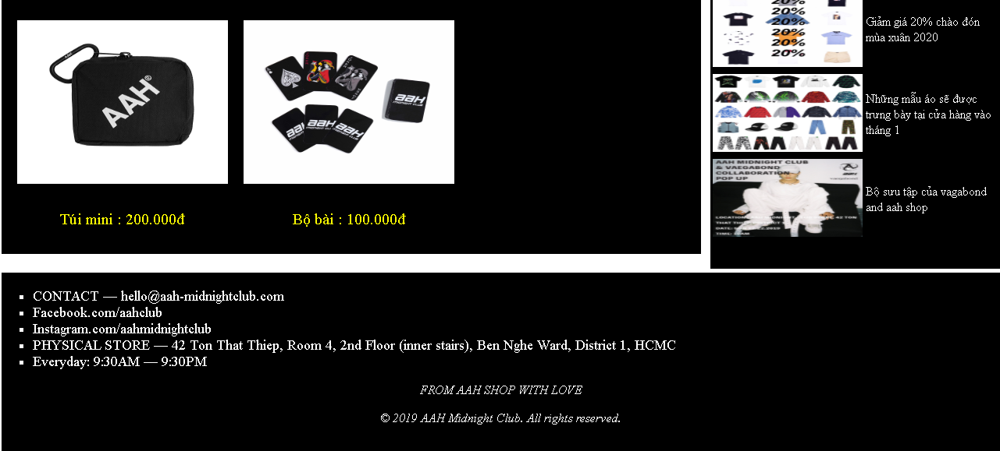 AAH
aaH
MIDNIGHT CLUB
Túi mini : 200.000đ
Bộ bài : 100.000đ
20%
20%
20%
20%
20%
20%
Giảm giá 20% chào đón
mùa xuân 2020
Những mẫu áo sẽ được
trưng bày tại cửa hàng vào
tháng 1
AAH MIDNIGHT CLUB
& VAEGABOND
COLLABORATION
POP UP
Bộ sưu tập của vagabond
and aah shop
CONTACT — hello@aah-midnightclub.com
Facebook.com/aahclub
Instagram.com/aahmidnightclub
PHYSICAL STORE — 42 Ton That Thiep, Room 4, 2nd Floor (inner stairs), Ben Nghe Ward, District 1, HCMC
Everyday: 9:30AM — 9:30PM
FROM AAH SHOP WITH LOVE
© 2019 AAH Midnight Club. All rights reserved.